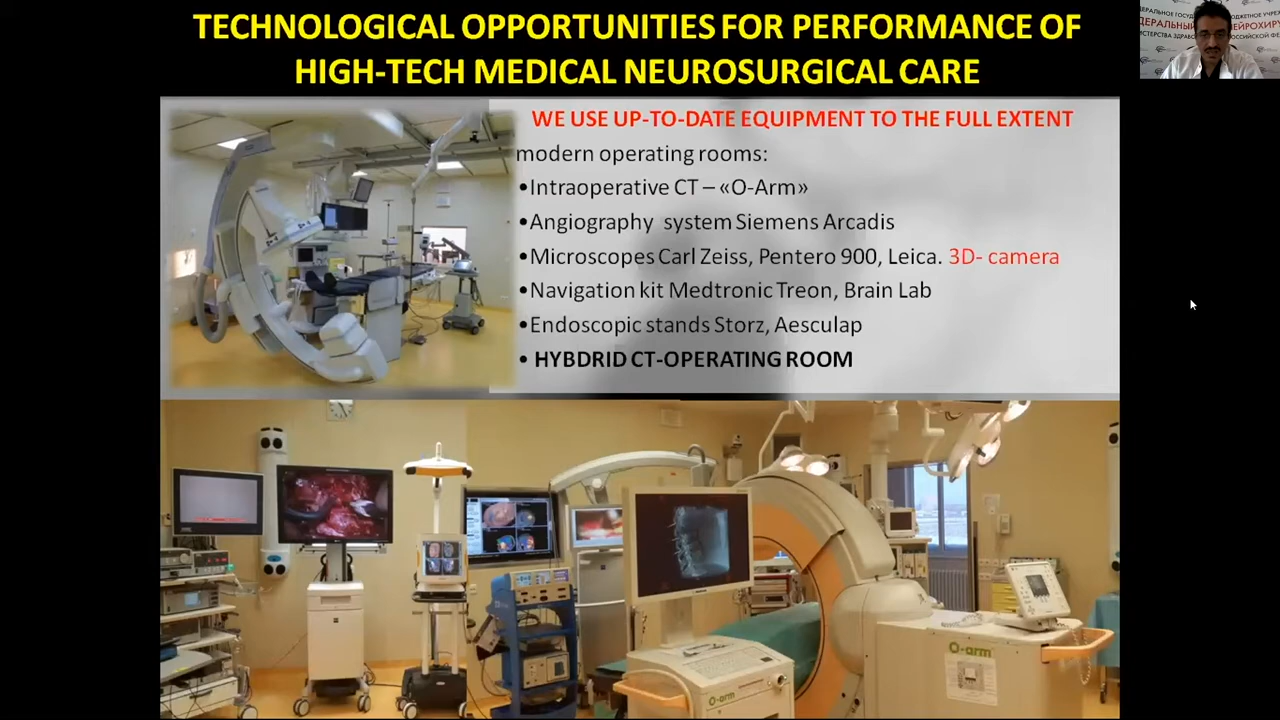 TECHNOLOGICAL OPPORTUNITIES FOR PERFORMANCE OF
HIGH-TECH MEDICAL NEUROSURGICAL CARE
WE USE UP-TO-DATE EQUIPMENT TO THE FULL EXTENT
modern operating rooms:
•Intraoperative CT – «O-Arm»
•Angiography system Siemens Arcadis
•Microscopes Carl Zeiss, Pentero 900, Leica. 3D- camera
•Navigation kit Medtronic Treon, Brain Lab
•Endoscopic stands Storz, Aesculap
• HYBDRID CT-OPERATING ROOM
O-arm
O-arm